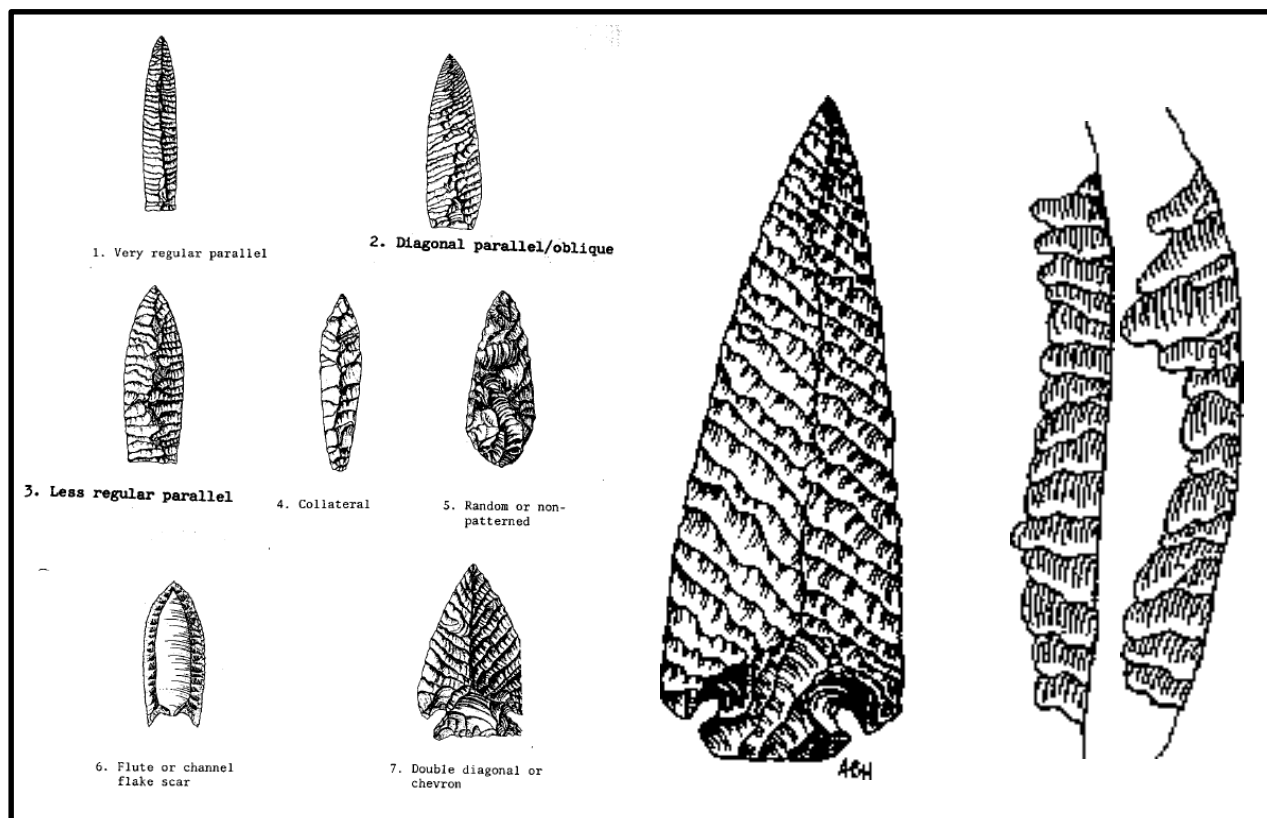 1. Very regular parallel
2. Diagonal parallel/oblique
3. Less regular parallel
4. Collateral
5. Random or non-
patterned
6. Flute or channel
flake scar
7. Double diagonal or
chevron
ABH